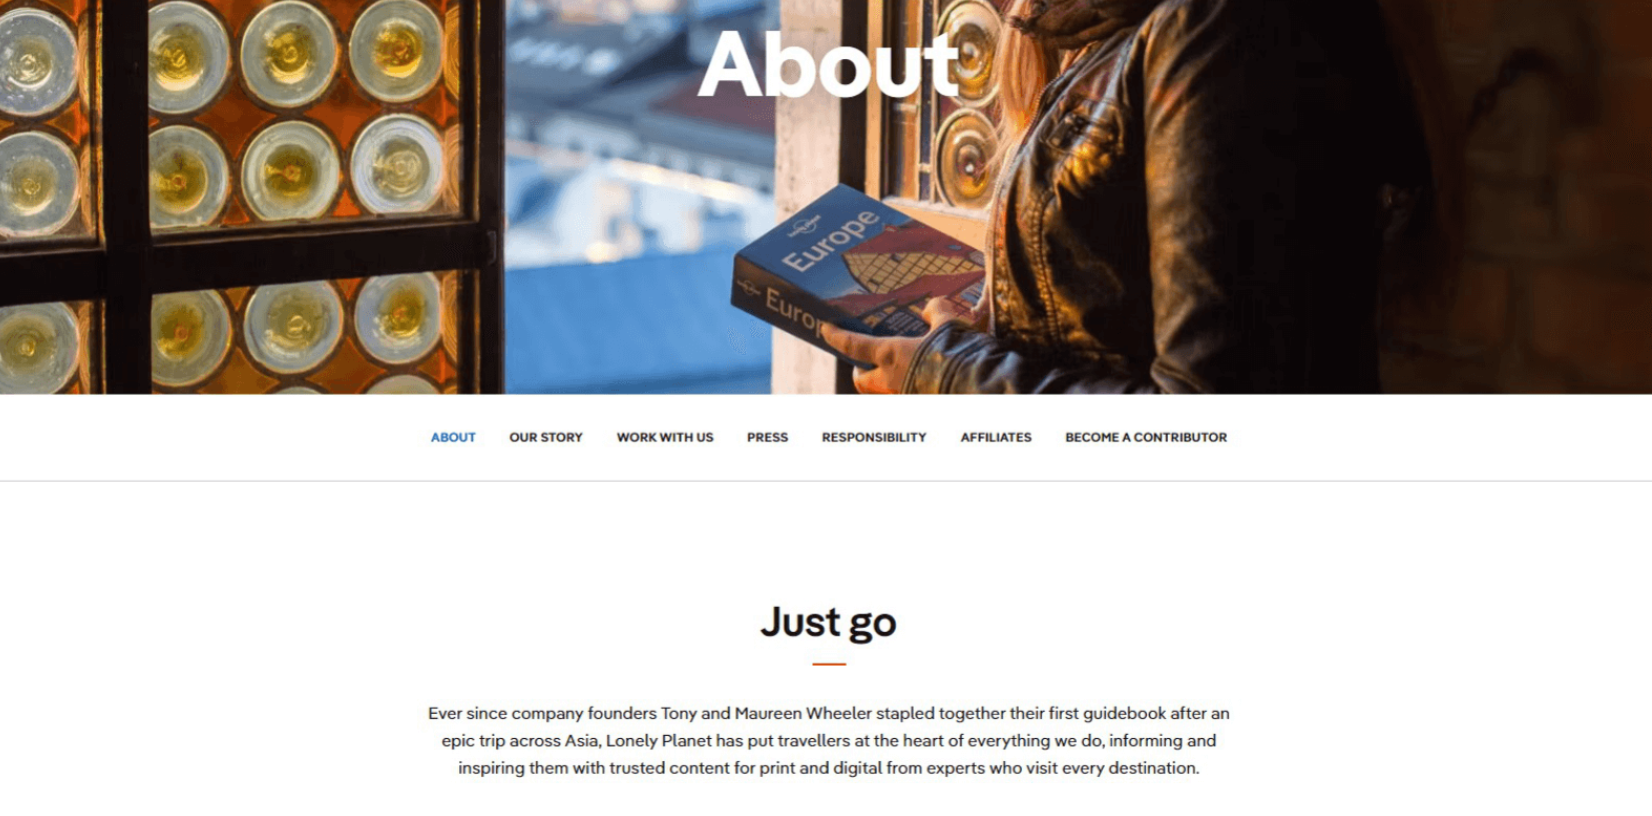 About
Europe
Europ
ABOUT OUR STORY WORK WITH US PRESS RESPONSIBILITY AFFILIATES BECOME A CONTRIBUTOR
Just go
Ever since company founders Tony and Maureen Wheeler stapled together their first guidebook after an
epic trip across Asia, Lonely Planet has put travellers at the heart of everything we do, informing and
inspiring them with trusted content for print and digital from experts who visit every destination.